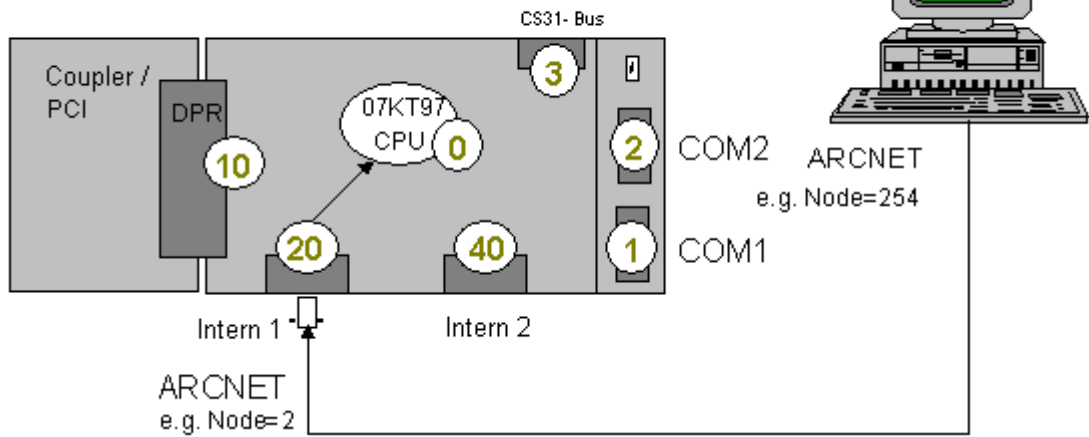 CS31- Bus
Coupler /
PCI
DPR
10
07KT97
CPU
0
3
2
COM2
ARCNET
e.g. Node=254
20
40
1
COM1
Intern 1
Intern 2
ARCNET
e.g. Node=2